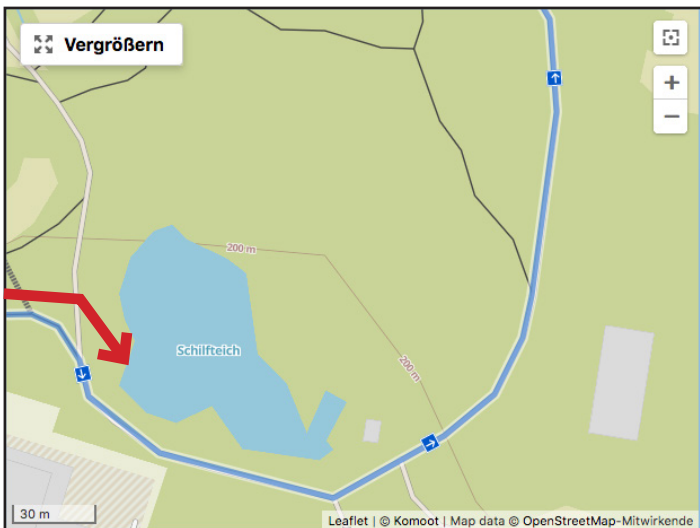 Vergrößern
+
−
200 m
Schilfteich
200 m
30 m
Leaflet | © Komoot | Map data © OpenStreetMap-Mitwirkende